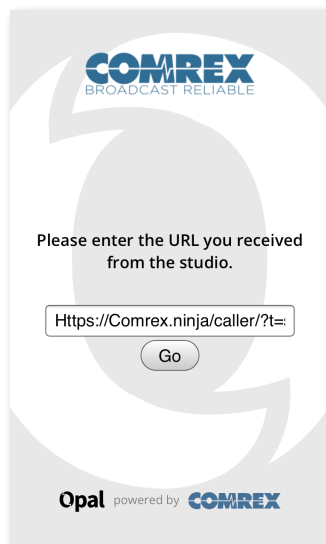 COMREX
BROADCAST RELIABLE
Please enter the URL you received
from the studio.
Https://Comrex.ninja/caller/?t=
Go
Opal powered by COMREX